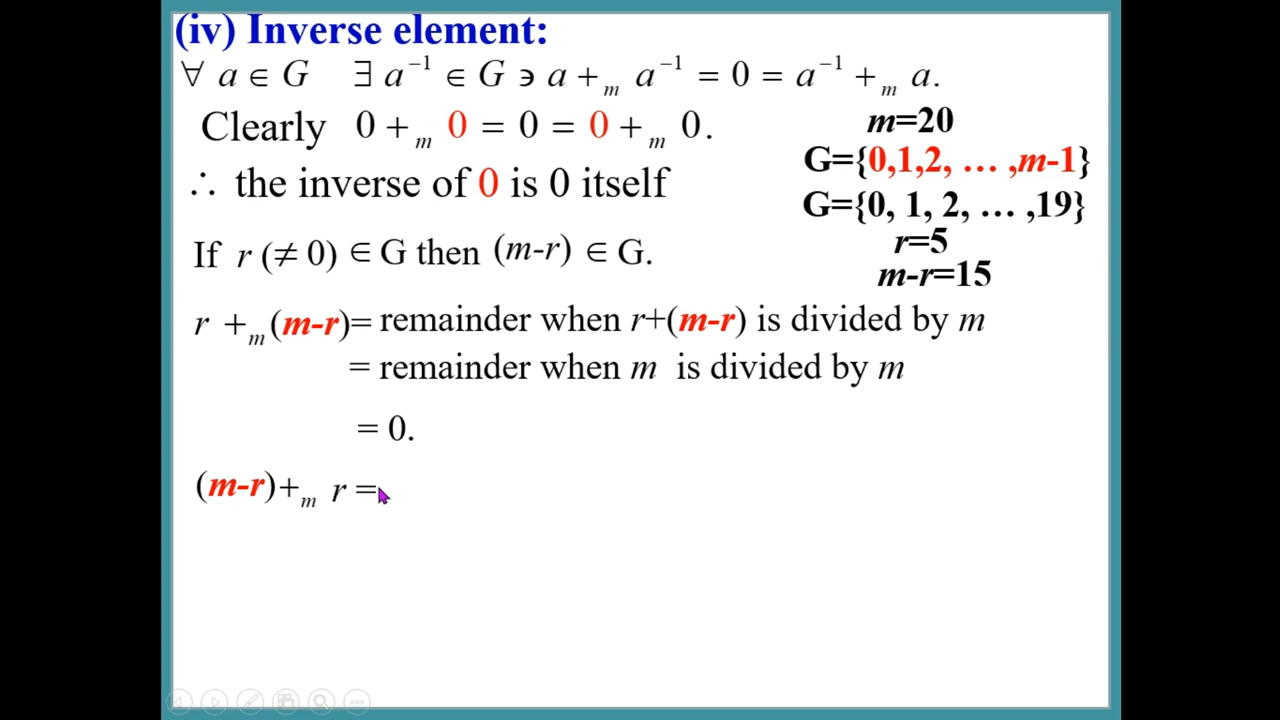 (iv) Inverse element:
∀ a ∈ G ∃ a⁻¹ ∈ G ∍ a +ₘ a⁻¹ = 0 = a⁻¹ +ₘ a.
Clearly 0 +ₘ 0 = 0 = 0 +ₘ 0.
∴ the inverse of 0 is 0 itself
m=20
G={0,1,2, … ,m-1}
G={0, 1, 2, … ,19}
r=5
m-r=15
If r (≠ 0) ∈ G then (m-r) ∈ G.
r +ₘ (m-r)= remainder when r+(m-r) is divided by m
= remainder when m is divided by m
= 0.
(m-r)+ₘ r =